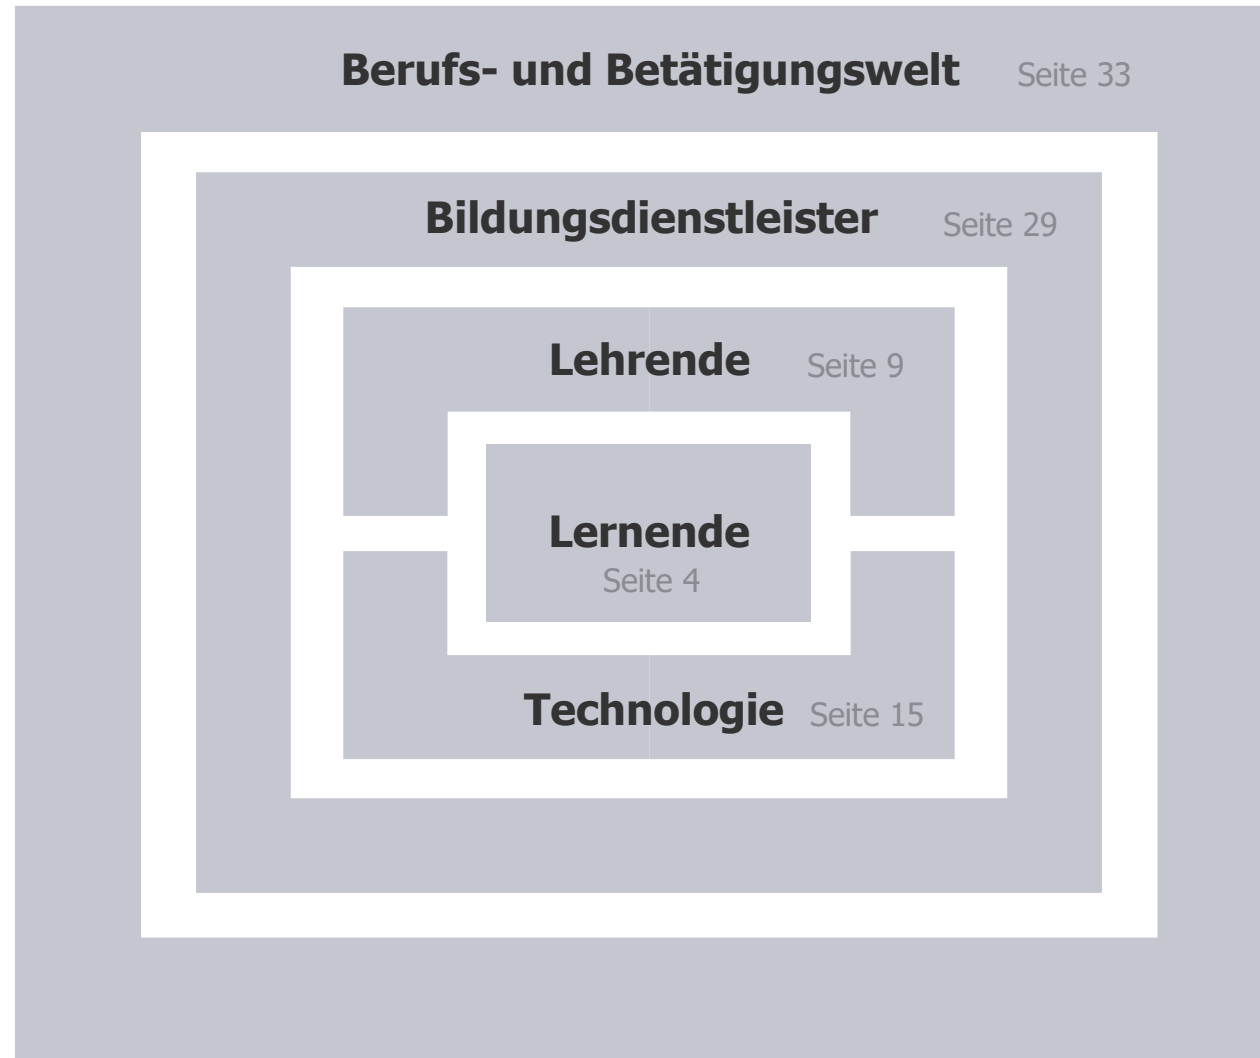 Berufs- und Betätigungswelt Seite 33
Bildungsdienstleister Seite 29
Lehrende Seite 9
Lernende
Seite 4
Technologie Seite 15